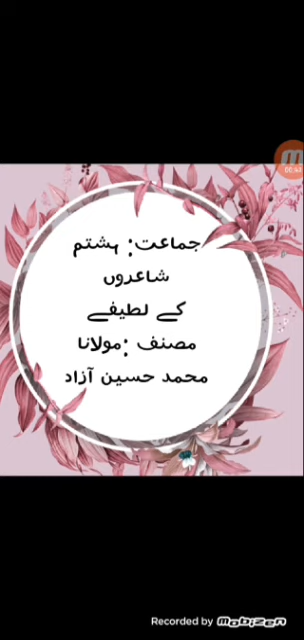 جماعت: ہشتم
شاعروں
کے لطیفے
مصنف :مولانا
محمد حسین آزاد
Recorded by Mobizen